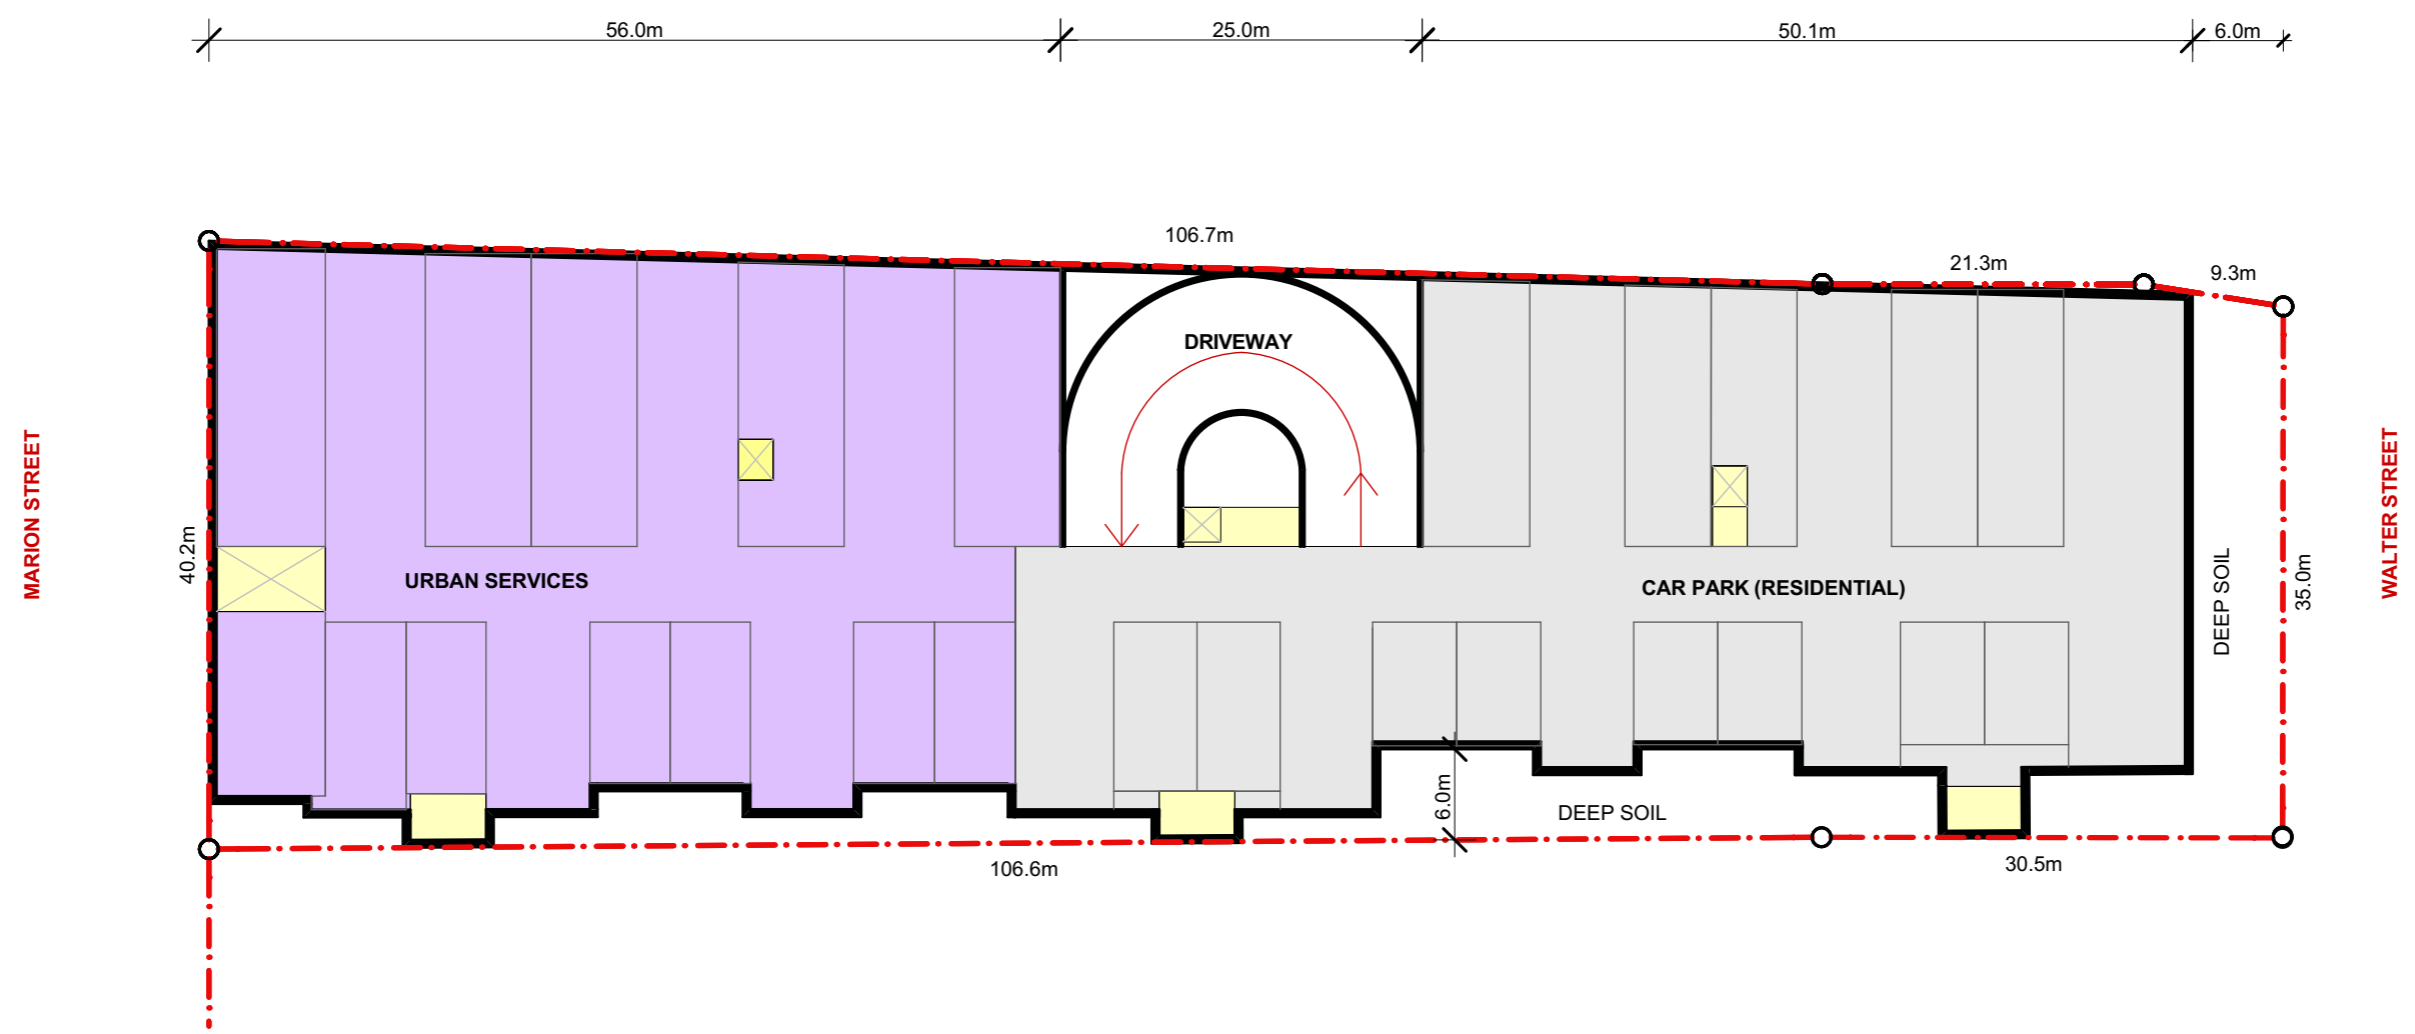 56.0m
25.0m
50.1m
6.0m
106.7m
21.3m
9.3m
DRIVEWAY
MARION STREET
40.2m
URBAN SERVICES
CAR PARK (RESIDENTIAL)
DEEP SOIL
35.0m
WALTER STREET
6.0m
DEEP SOIL
106.6m
30.5m